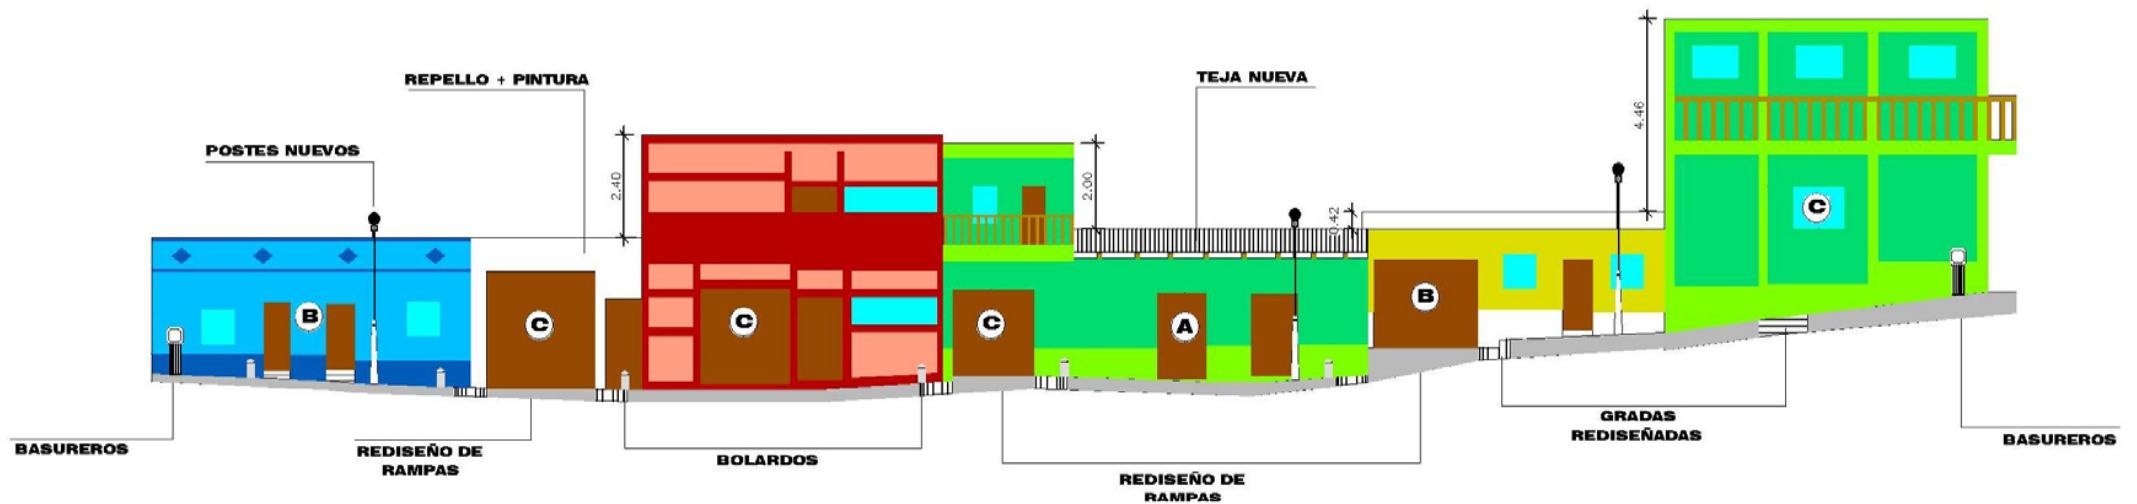 REPELLO + PINTURA
TEJA NUEVA
POSTES NUEVOS
2.40
2.00
0.42
4.46
B
C
C
C
A
B
C
BASUREROS
REDISEÑO DE
RAMPAS
BOLARDOS
REDISEÑO DE
RAMPAS
GRADAS
REDISEÑADAS
BASUREROS